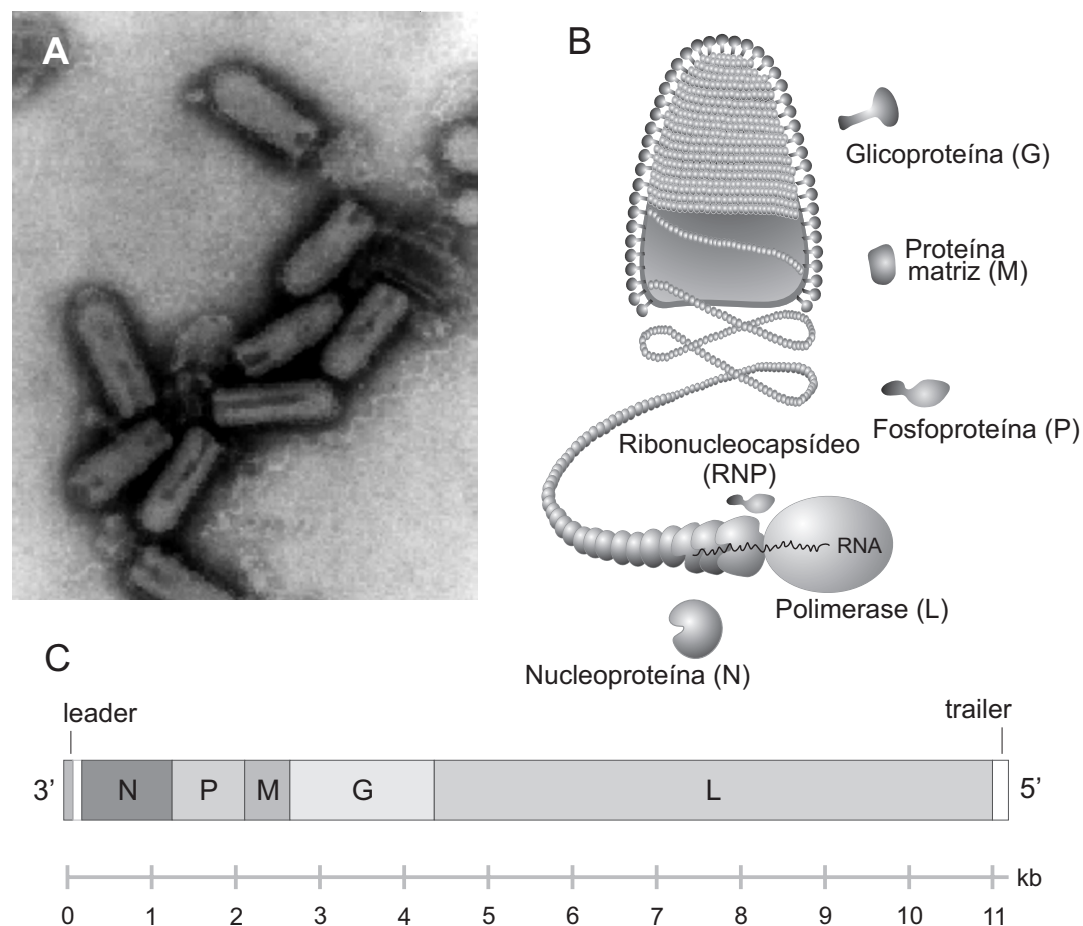 A
B
Glicoproteína (G)
Proteína
matriz (M)
Fosfoproteína (P)
Ribonucleocapsídeo
(RNP)
RNA
Polimerase (L)
Nucleoproteína (N)
C
leader
trailer
3’
N
P
M
G
L
5’
kb
0 1 2 3 4 5 6 7 8 9 10 11